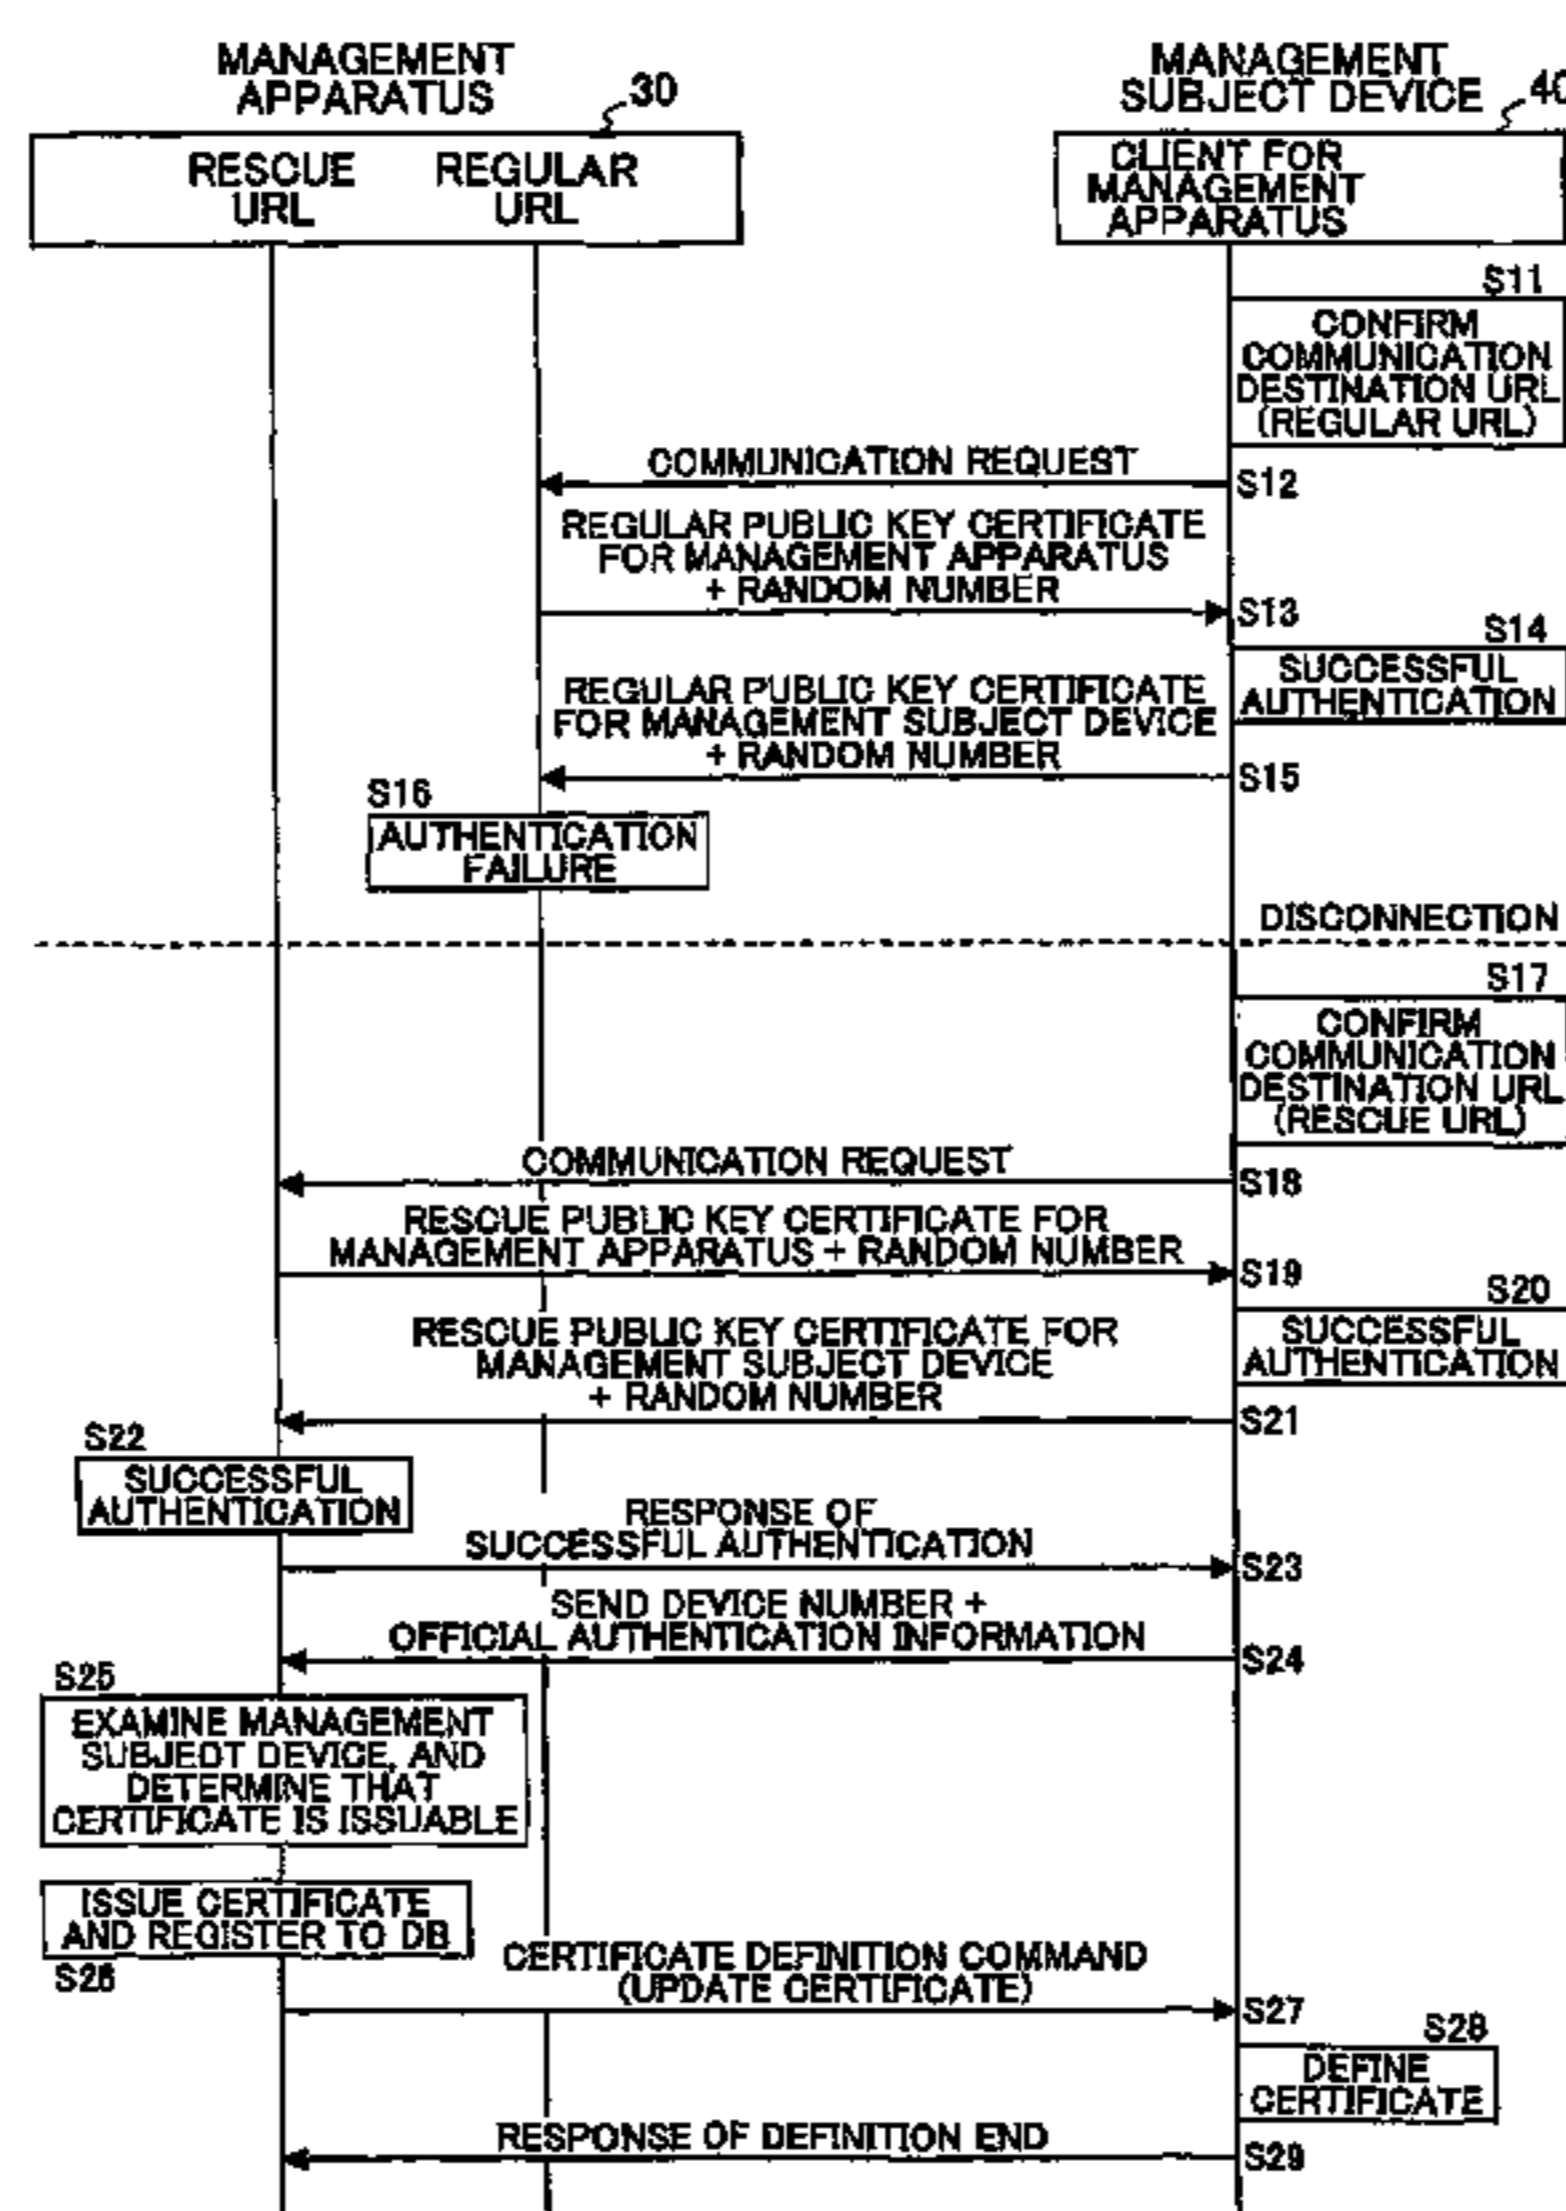 MANAGEMENT
APPARATUS
30
MANAGEMENT
SUBJECT DEVICE
40
RESCUE
URL
REGULAR
URL
CLIENT FOR
MANAGEMENT
APPARATUS
S11
CONFIRM
COMMUNICATION
DESTINATION URL
(REGULAR URL)
COMMUNICATION REQUEST
S12
REGULAR PUBLIC KEY CERTIFICATE
FOR MANAGEMENT APPARATUS
+ RANDOM NUMBER
S13
S14
SUCCESSFUL
AUTHENTICATION
REGULAR PUBLIC KEY CERTIFICATE
FOR MANAGEMENT SUBJECT DEVICE
+ RANDOM NUMBER
S15
S16
AUTHENTICATION
FAILURE
DISCONNECTION
S17
CONFIRM
COMMUNICATION
DESTINATION URL
(RESCUE URL)
COMMUNICATION REQUEST
S18
RESCUE PUBLIC KEY CERTIFICATE FOR
MANAGEMENT APPARATUS + RANDOM NUMBER
S19
S20
SUCCESSFUL
AUTHENTICATION
RESCUE PUBLIC KEY CERTIFICATE FOR
MANAGEMENT SUBJECT DEVICE
+ RANDOM NUMBER
S21
S22
SUCCESSFUL
AUTHENTICATION
RESPONSE OF
SUCCESSFUL AUTHENTICATION
S23
SEND DEVICE NUMBER +
OFFICIAL AUTHENTICATION INFORMATION
S24
S25
EXAMINE MANAGEMENT
SUBJECT DEVICE, AND
DETERMINE THAT
CERTIFICATE IS ISSUABLE
ISSUE CERTIFICATE
AND REGISTER TO DB
S26
CERTIFICATE DEFINITION COMMAND
(UPDATE CERTIFICATE)
S27
S28
DEFINE
CERTIFICATE
RESPONSE OF DEFINITION END
S29